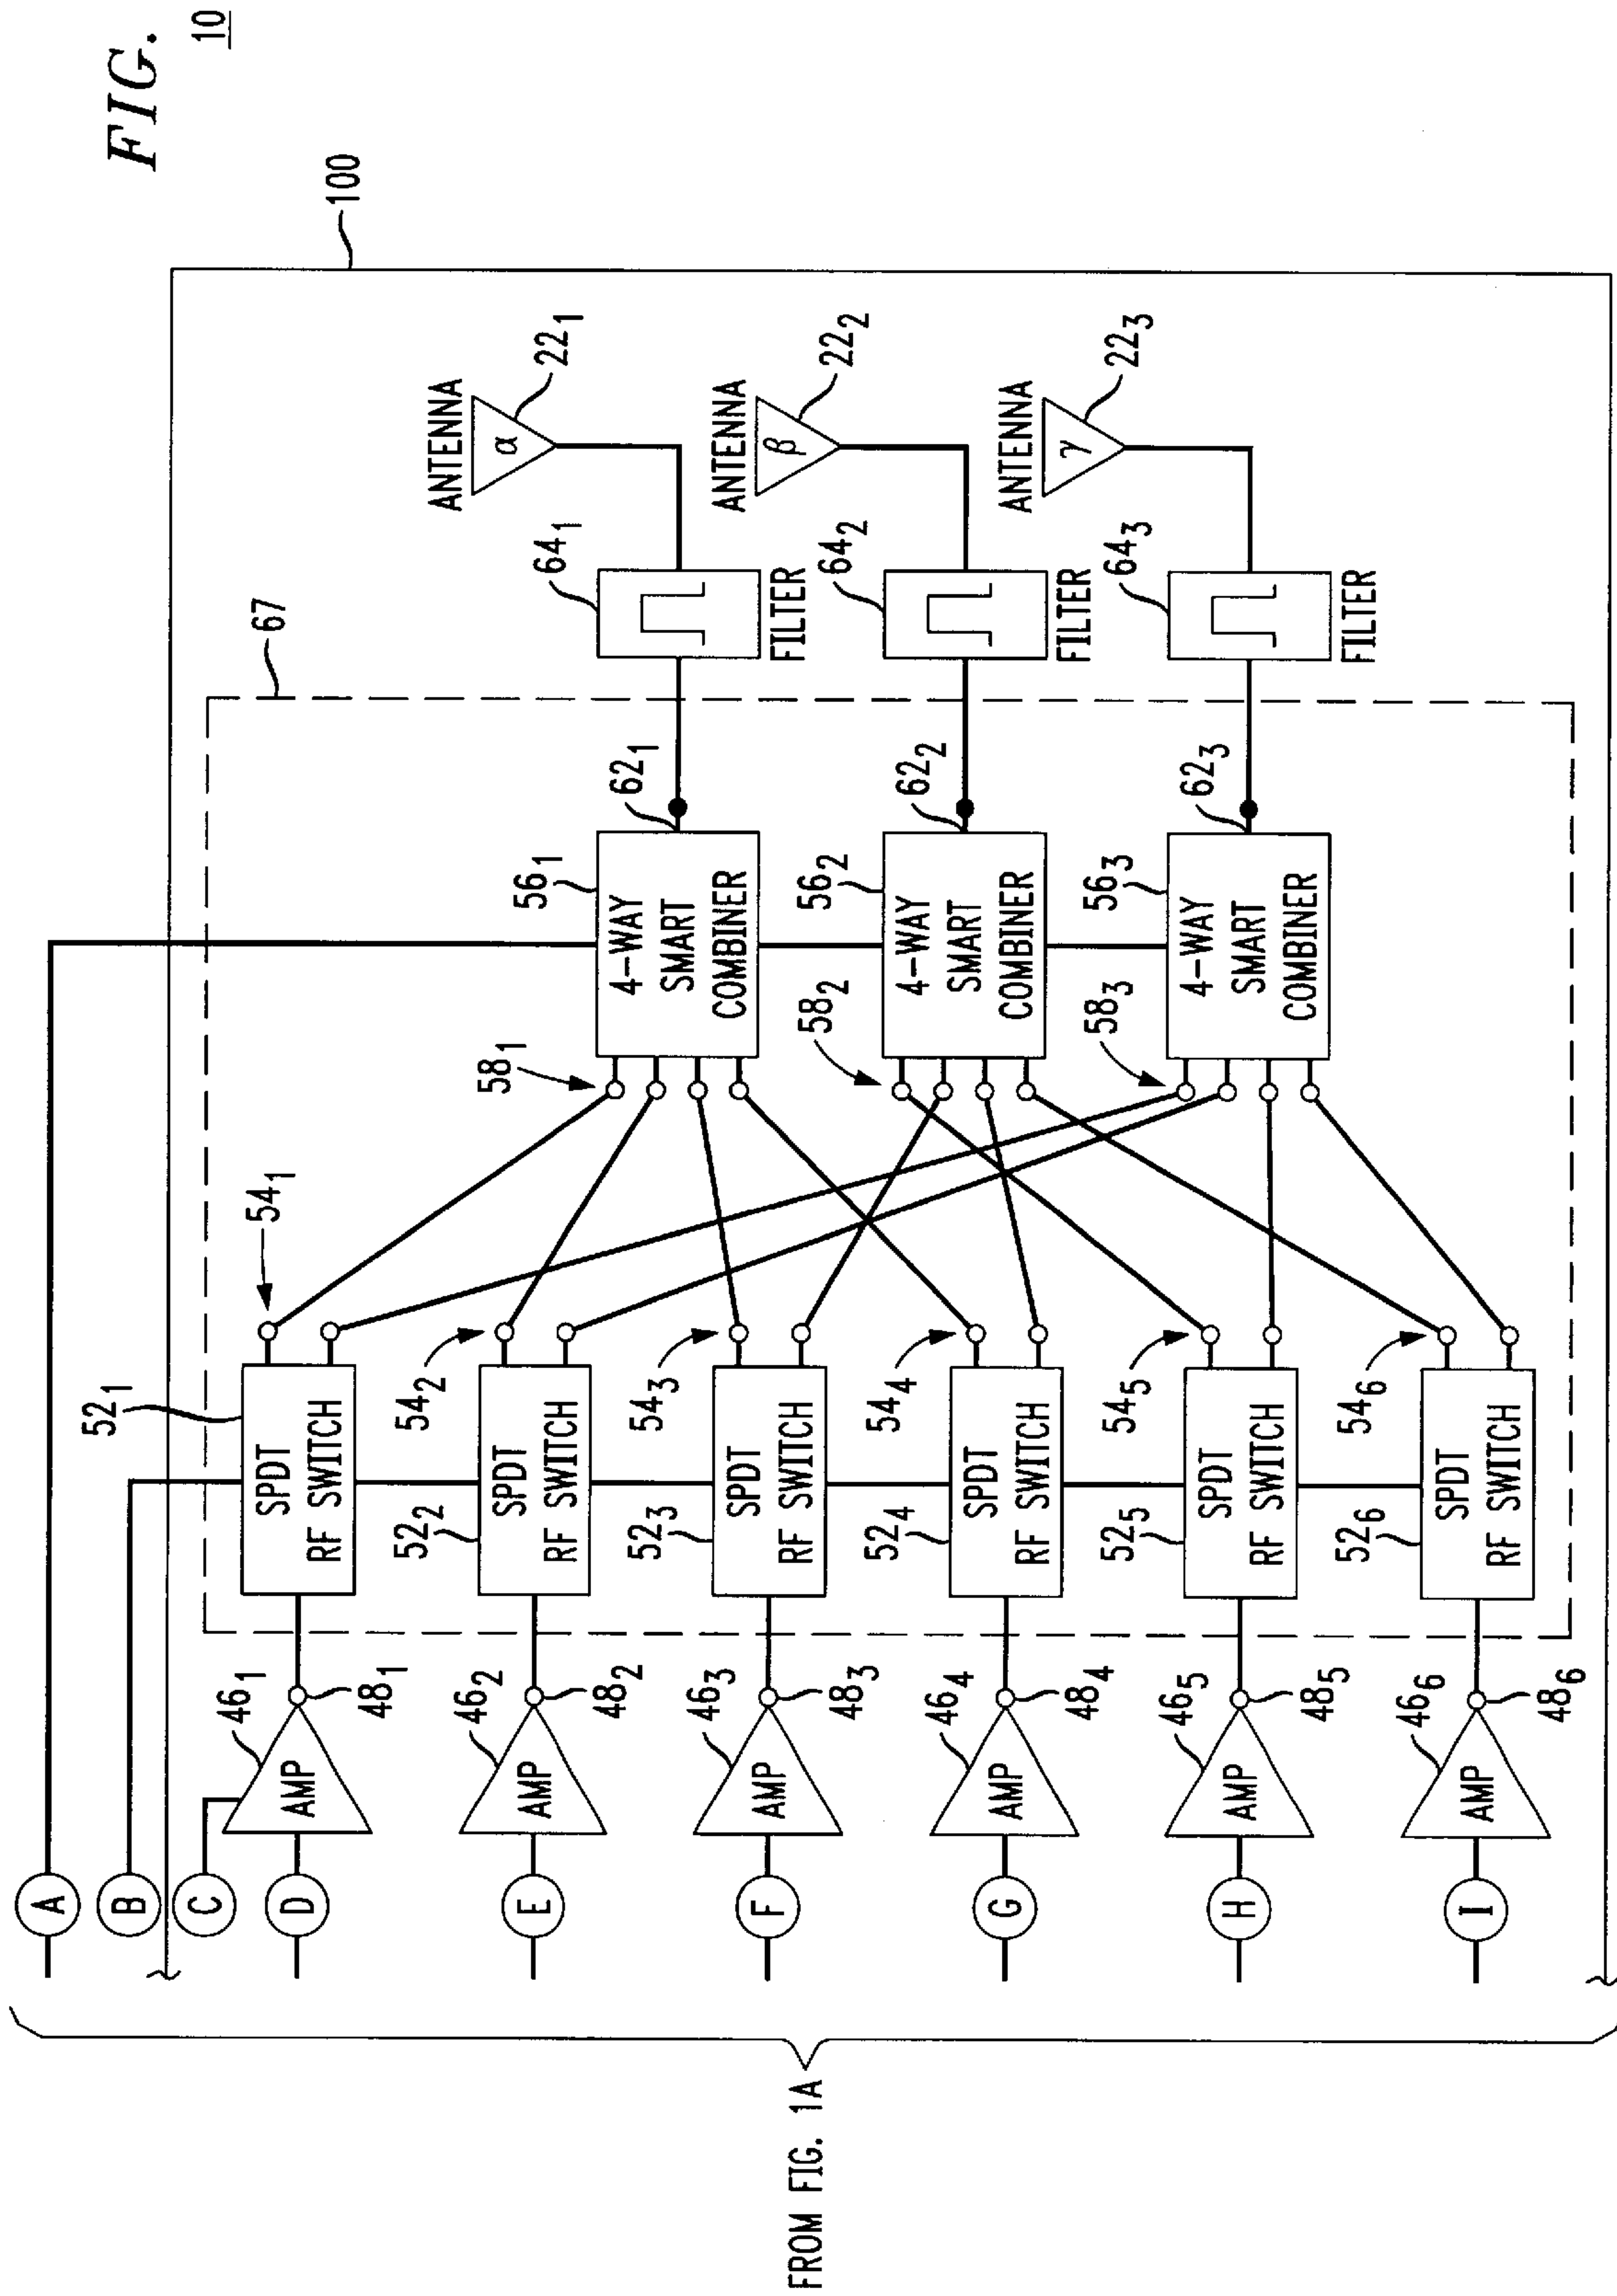 FIG.
10
100
67
A
B
C
D
E
F
G
H
I
FROM FIG. 1A
46₁
AMP
48₁
46₂
AMP
48₂
46₃
AMP
48₃
46₄
AMP
48₄
46₅
AMP
48₅
46₆
AMP
48₆
52₁
SPDT
RF SWITCH
54₁
52₂
SPDT
RF SWITCH
54₂
52₃
SPDT
RF SWITCH
54₃
52₄
SPDT
RF SWITCH
54₄
52₅
SPDT
RF SWITCH
54₅
52₆
SPDT
RF SWITCH
54₆
58₁
56₁
4-WAY
SMART
COMBINER
62₁
58₂
56₂
4-WAY
SMART
COMBINER
62₂
58₃
56₃
4-WAY
SMART
COMBINER
62₃
64₁
FILTER
64₂
FILTER
64₃
FILTER
ANTENNA
α
22₁
ANTENNA
β
22₂
ANTENNA
γ
22₃